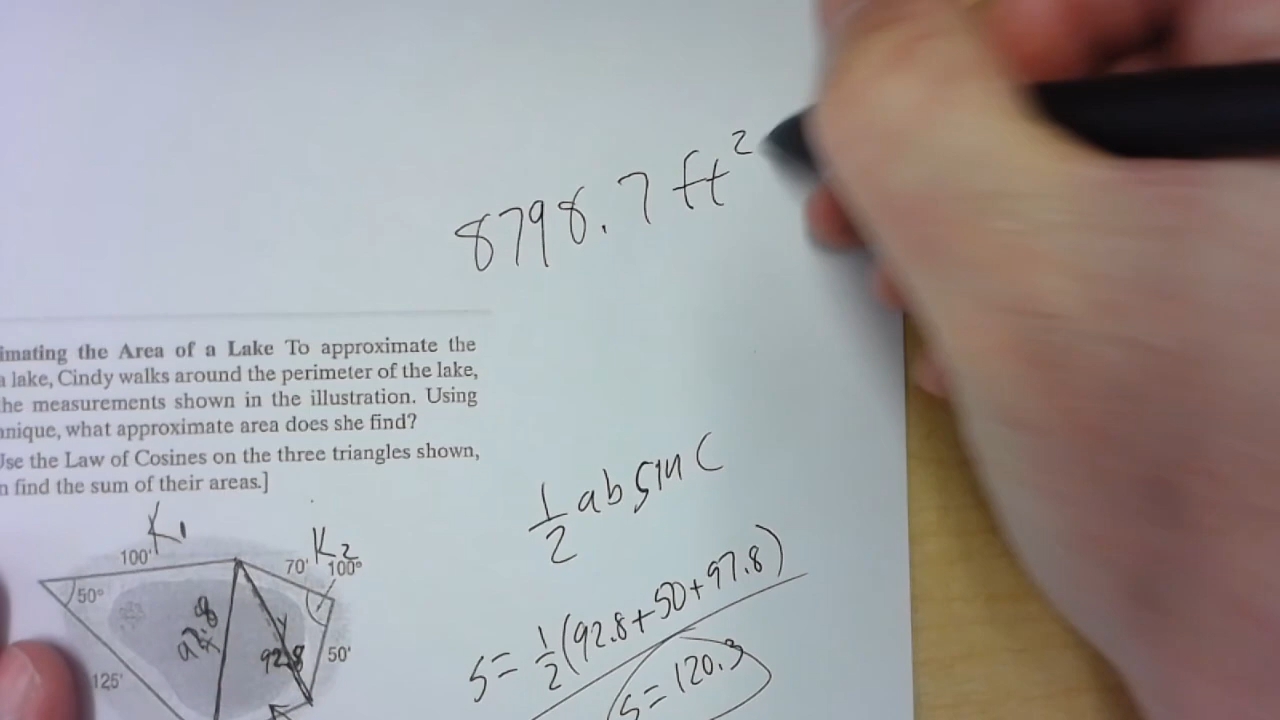 8798.7 ft²
imating the Area of a Lake To approximate the
a lake, Cindy walks around the perimeter of the lake,
he measurements shown in the illustration. Using
nique, what approximate area does she find?
Use the Law of Cosines on the three triangles shown,
n find the sum of their areas.]
1/2 ab sin C
K₁
K₂
100'
70'
100°
50°
92.8
50'
125'
S = 1/2(92.8+50+97.8)
S = 120.3